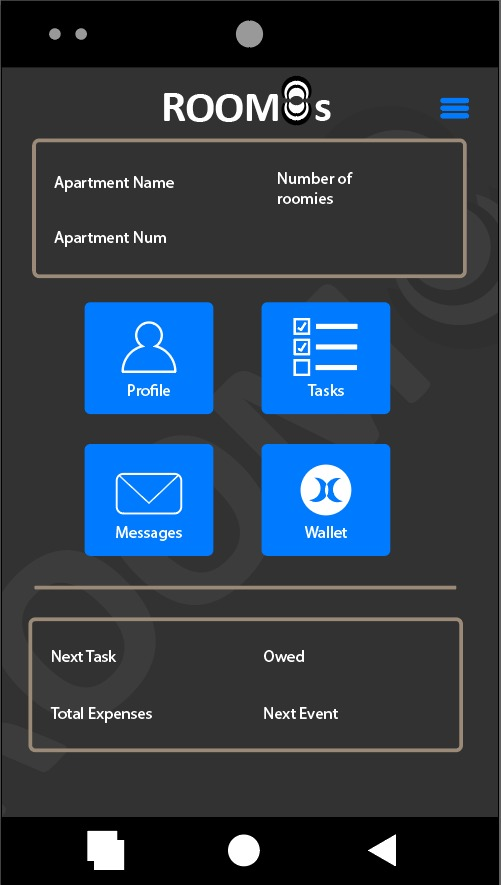 ROOM8s
Apartment Name
Number of
roomies
Apartment Num
Profile
Tasks
Messages
Wallet
Next Task
Owed
Total Expenses
Next Event